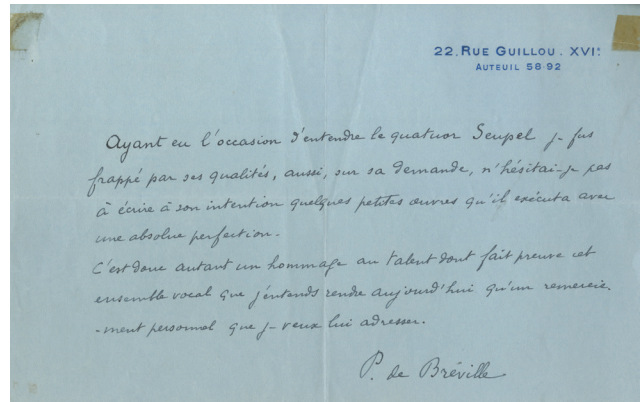 22. RUE GUILLOU. XVIE
AUTEUIL 58-92
Ayant eu l'occasion d'entendre le quatuor Seupel je fus
frappé par ses qualités, aussi, sur sa demande, n'hésitai-je pas
à écrire à son intention quelques petites œuvres qu'il exécuta avec
une absolue perfection.
C'est donc autant un hommage au talent dont fait preuve cet
ensemble vocal que j'entends rendre aujourd'hui qu'un remercie.
-ment personnel que je veux lui adresser.
P. de Bréville